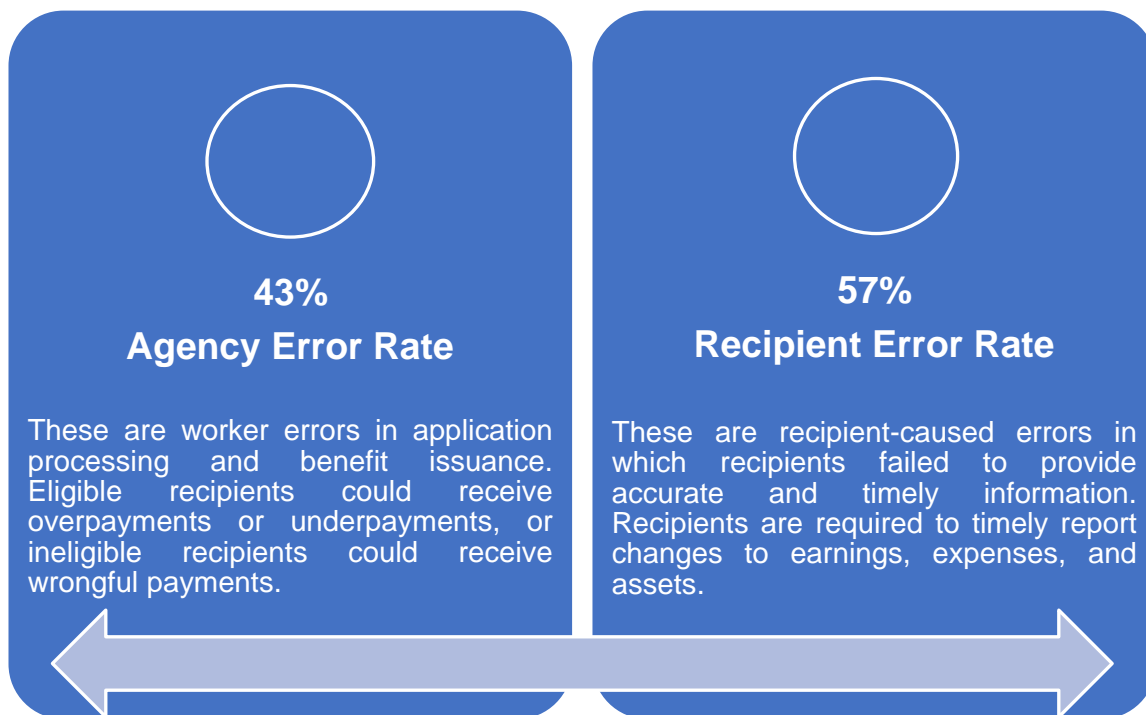 43%
Agency Error Rate
These are worker errors in application
processing and benefit issuance.
Eligible recipients could receive
overpayments or underpayments, or
ineligible recipients could receive
wrongful payments.
57%
Recipient Error Rate
These are recipient-caused errors in
which recipients failed to provide
accurate and timely information.
Recipients are required to timely report
changes to earnings, expenses, and
assets.